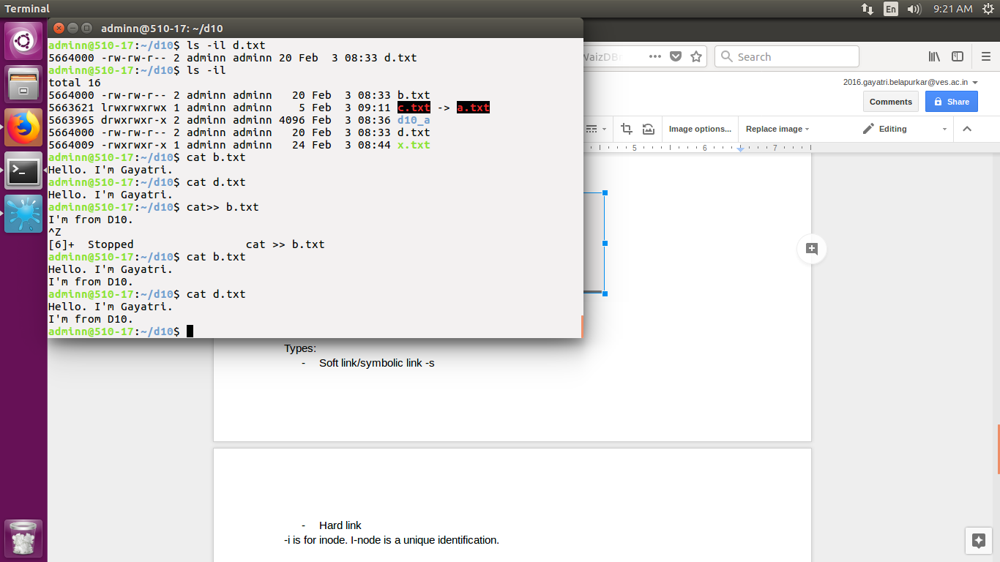 Terminal
En
9:21 AM
adminn@510-17: ~/d10
adminn@510-17:~/d10$ ls -il d.txt
5664000 -rw-rw-r-- 2 adminn adminn 20 Feb  3 08:33 d.txt
adminn@510-17:~/d10$ ls -il
total 16
5664000 -rw-rw-r-- 2 adminn adminn   20 Feb  3 08:33 b.txt
5663621 lrwxrwxrwx 1 adminn adminn    5 Feb  3 09:11 c.txt -> a.txt
5663965 drwxrwxr-x 2 adminn adminn 4096 Feb  3 08:36 d10_a
5664000 -rw-rw-r-- 2 adminn adminn   20 Feb  3 08:33 d.txt
5664009 -rwxrwxr-x 1 adminn adminn   24 Feb  3 08:44 x.txt
adminn@510-17:~/d10$ cat b.txt
Hello. I'm Gayatri.
adminn@510-17:~/d10$ cat d.txt
Hello. I'm Gayatri.
adminn@510-17:~/d10$ cat>> b.txt
I'm from D10.
^Z
[6]+  Stopped                 cat >> b.txt
adminn@510-17:~/d10$ cat b.txt
Hello. I'm Gayatri.
I'm from D10.
adminn@510-17:~/d10$ cat d.txt
Hello. I'm Gayatri.
I'm from D10.
adminn@510-17:~/d10$
Search
2016.gayatri.belapurkar@ves.ac.in
Comments
Share
Image options...
Replace image
Editing
5 6 7
Types:
- Soft link/symbolic link -s
- Hard link
-i is for inode. I-node is a unique identification.